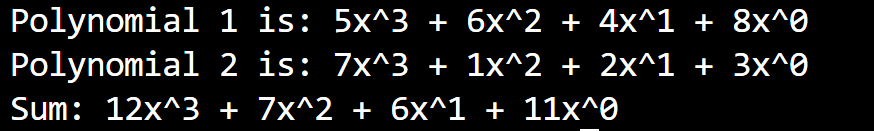 Polynomial 1 is: 5x^3 + 6x^2 + 4x^1 + 8x^0
Polynomial 2 is: 7x^3 + 1x^2 + 2x^1 + 3x^0
Sum: 12x^3 + 7x^2 + 6x^1 + 11x^0